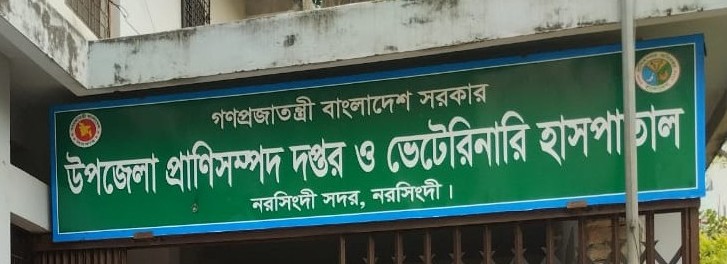 গণপ্রজাতন্ত্রী বাংলাদেশ সরকার
উপজেলা প্রাণিসম্পদ দপ্তর ও ভেটেরিনারি হাসপাতাল
নরসিংদী সদর, নরসিংদী।